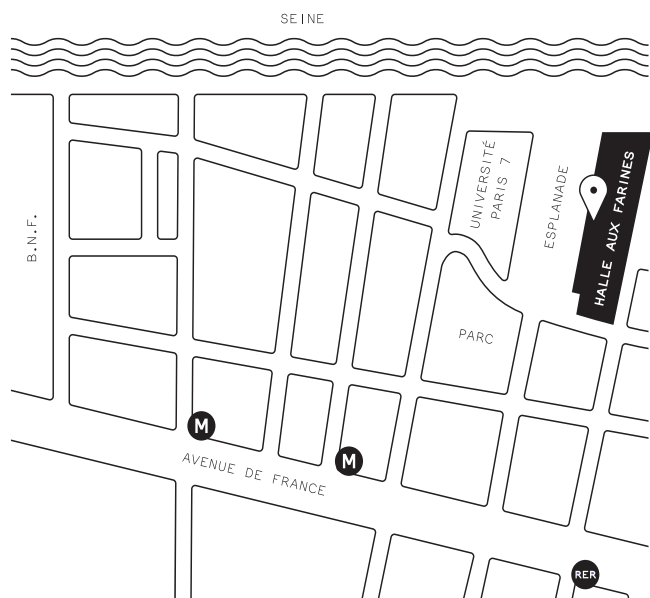 SEINE
UNIVERSITÉ
PARIS 7
ESPLANADE
HALLE AUX FARINES
B.N.F.
PARC
M
M
AVENUE DE FRANCE
RER